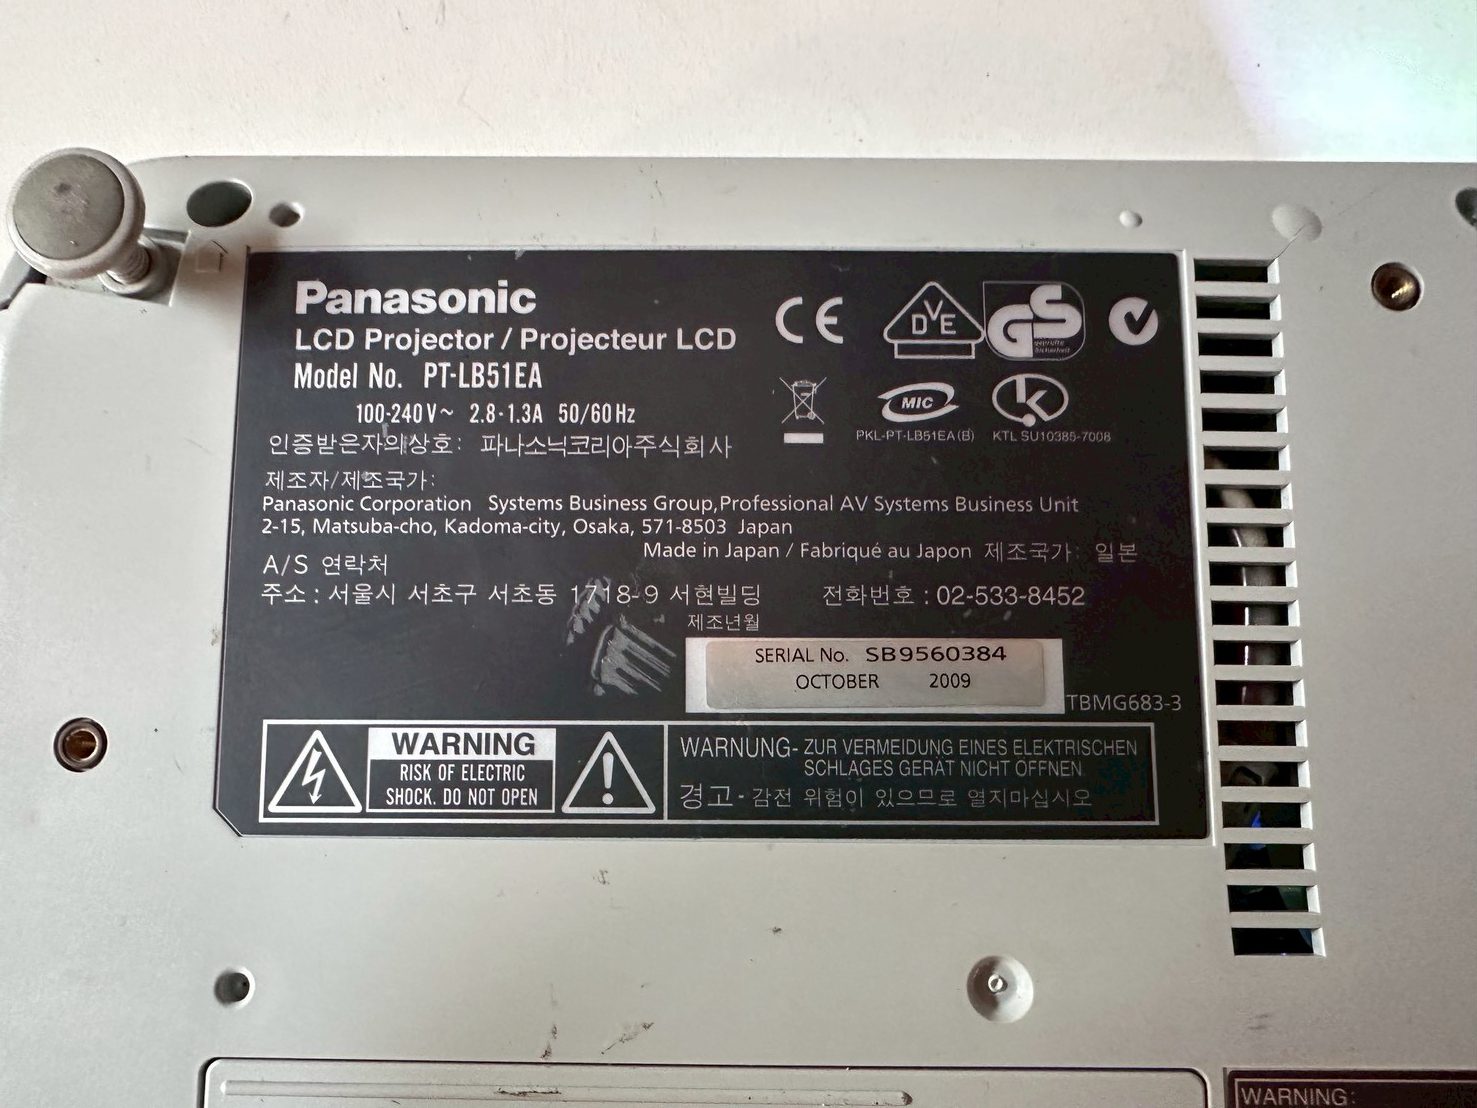 Panasonic
LCD Projector / Projecteur LCD
Model No. PT-LB51EA
100-240V~ 2.8-1.3A 50/60Hz
CE
DVE
GS
geprüfte
Sicherheit
MIC
K
PKL-PT-LB51EA(B) KTL SU10385-7008
인증받은자의상호: 파나소닉코리아주식회사
제조자/제조국가:
Panasonic Corporation Systems Business Group,Professional AV Systems Business Unit
2-15, Matsuba-cho, Kadoma-city, Osaka, 571-8503 Japan
Made in Japan / Fabriqué au Japon 제조국가: 일본
A/S 연락처
주소 : 서울시 서초구 서초동 1718-9 서현빌딩 전화번호 : 02-533-8452
제조년월
SERIAL No. SB9560384
OCTOBER 2009
TBMG683-3
WARNING
RISK OF ELECTRIC
SHOCK. DO NOT OPEN
WARNUNG- ZUR VERMEIDUNG EINES ELEKTRISCHEN
SCHLAGES GERÄT NICHT ÖFFNEN
경고 - 감전 위험이 있으므로 열지마십시오
WARNING: